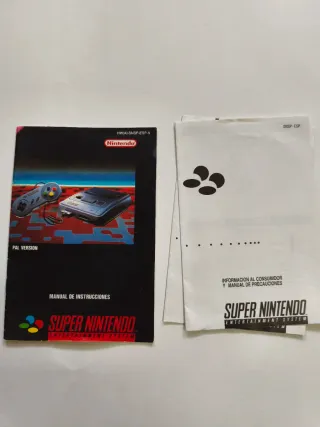 Nintendo
PAL VERSION
MANUAL DE INSTRUCCIONES
SUPER NINTENDO
ENTERTAINMENT SYSTEM
INFORMACION AL CONSUMIDOR
Y MANUAL DE PRECAUCIONES
SUPER NINTENDO
ENTERTAINMENT SYSTEM